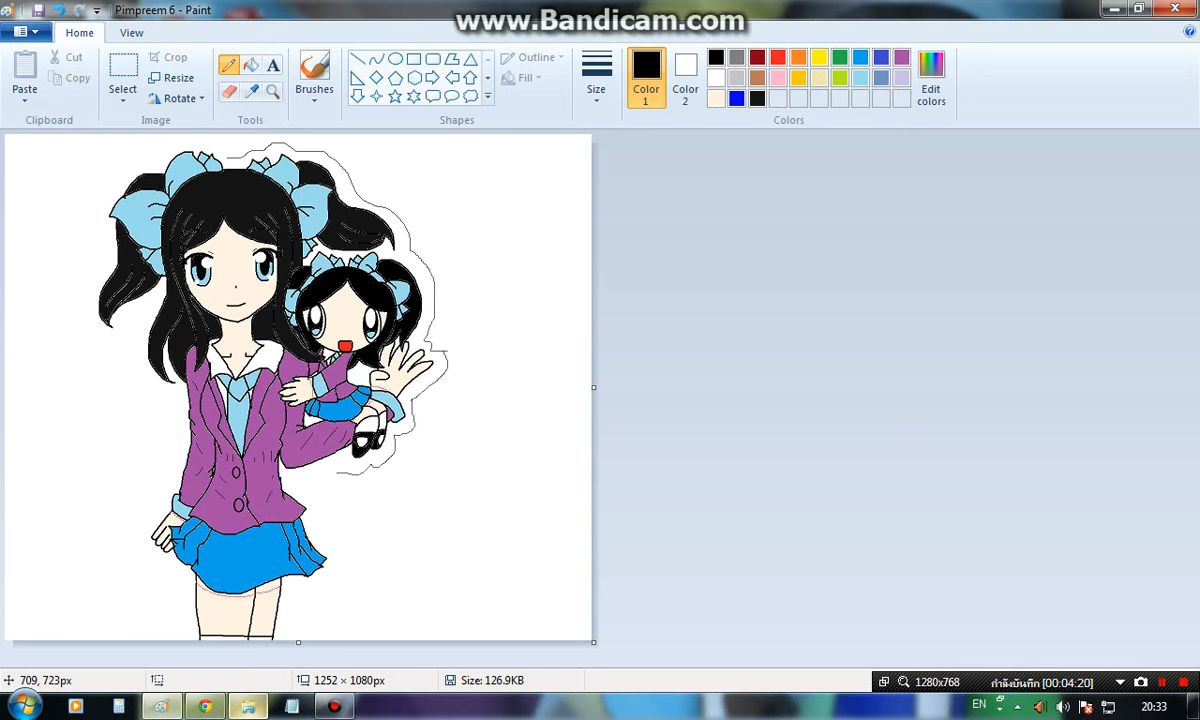 Pimpreem 6 - Paint
www.Bandicam.com
Home
View
Paste
Cut
Copy
Clipboard
Select
Crop
Resize
Rotate
Image
A
Tools
Brushes
Outline
Fill
Shapes
Size
Color 1
Color 2
Edit colors
Colors
709, 723px
1252 × 1080px
Size: 126.9KB
1280x768
กำลังบันทึก [00:04:20]
EN
20:33